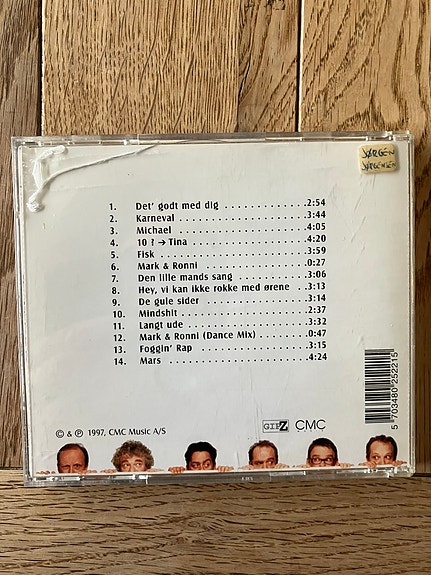 JØRGEN
JØRGENSEN
1. Det' godt med dig ............2:54
2. Karneval ............3:44
3. Michael ............4:05
4. 10 ? → Tina ............4:20
5. Fisk ............3:59
6. Mark & Ronni ............0:27
7. Den lille mands sang ............3:06
8. Hey, vi kan ikke rokke med ørene ..3:13
9. De gule sider ............3:14
10. Mindshit ............2:37
11. Langt ude ............3:32
12. Mark & Ronni (Dance Mix) ............0:47
13. Foggin' Rap ............3:15
14. Mars ............4:24
© & ℗ 1997, CMC Music A/S
GIFZ CMC
5 703480 252215